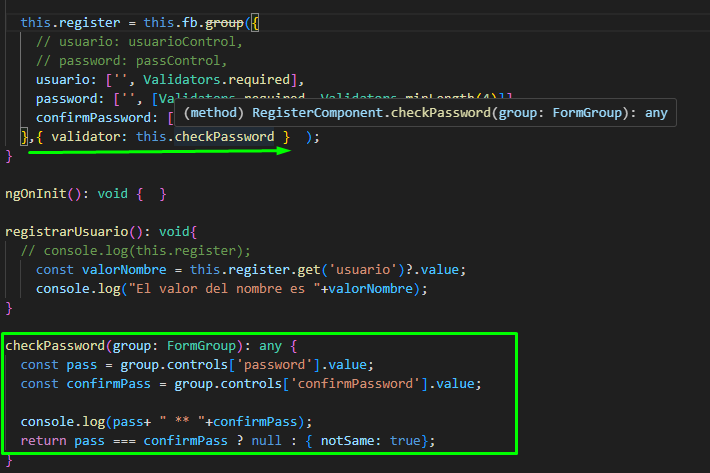 this.register = this.fb.group({
// usuario: usuarioControl,
// password: passControl,
usuario: ['', Validators.required],
password: ['', [Validators.required, Validators.minLength(4)]]
confirmPassword: [
(method) RegisterComponent.checkPassword(group: FormGroup): any
},{ validator: this.checkPassword }  );
}
ngOnInit(): void {  }
registrarUsuario(): void{
// console.log(this.register);
const valorNombre = this.register.get('usuario')?.value;
console.log("El valor del nombre es "+valorNombre);
}
checkPassword(group: FormGroup): any {
const pass = group.controls['password'].value;
const confirmPass = group.controls['confirmPassword'].value;
console.log(pass+ " ** "+confirmPass);
return pass === confirmPass ? null : { notSame: true};
}